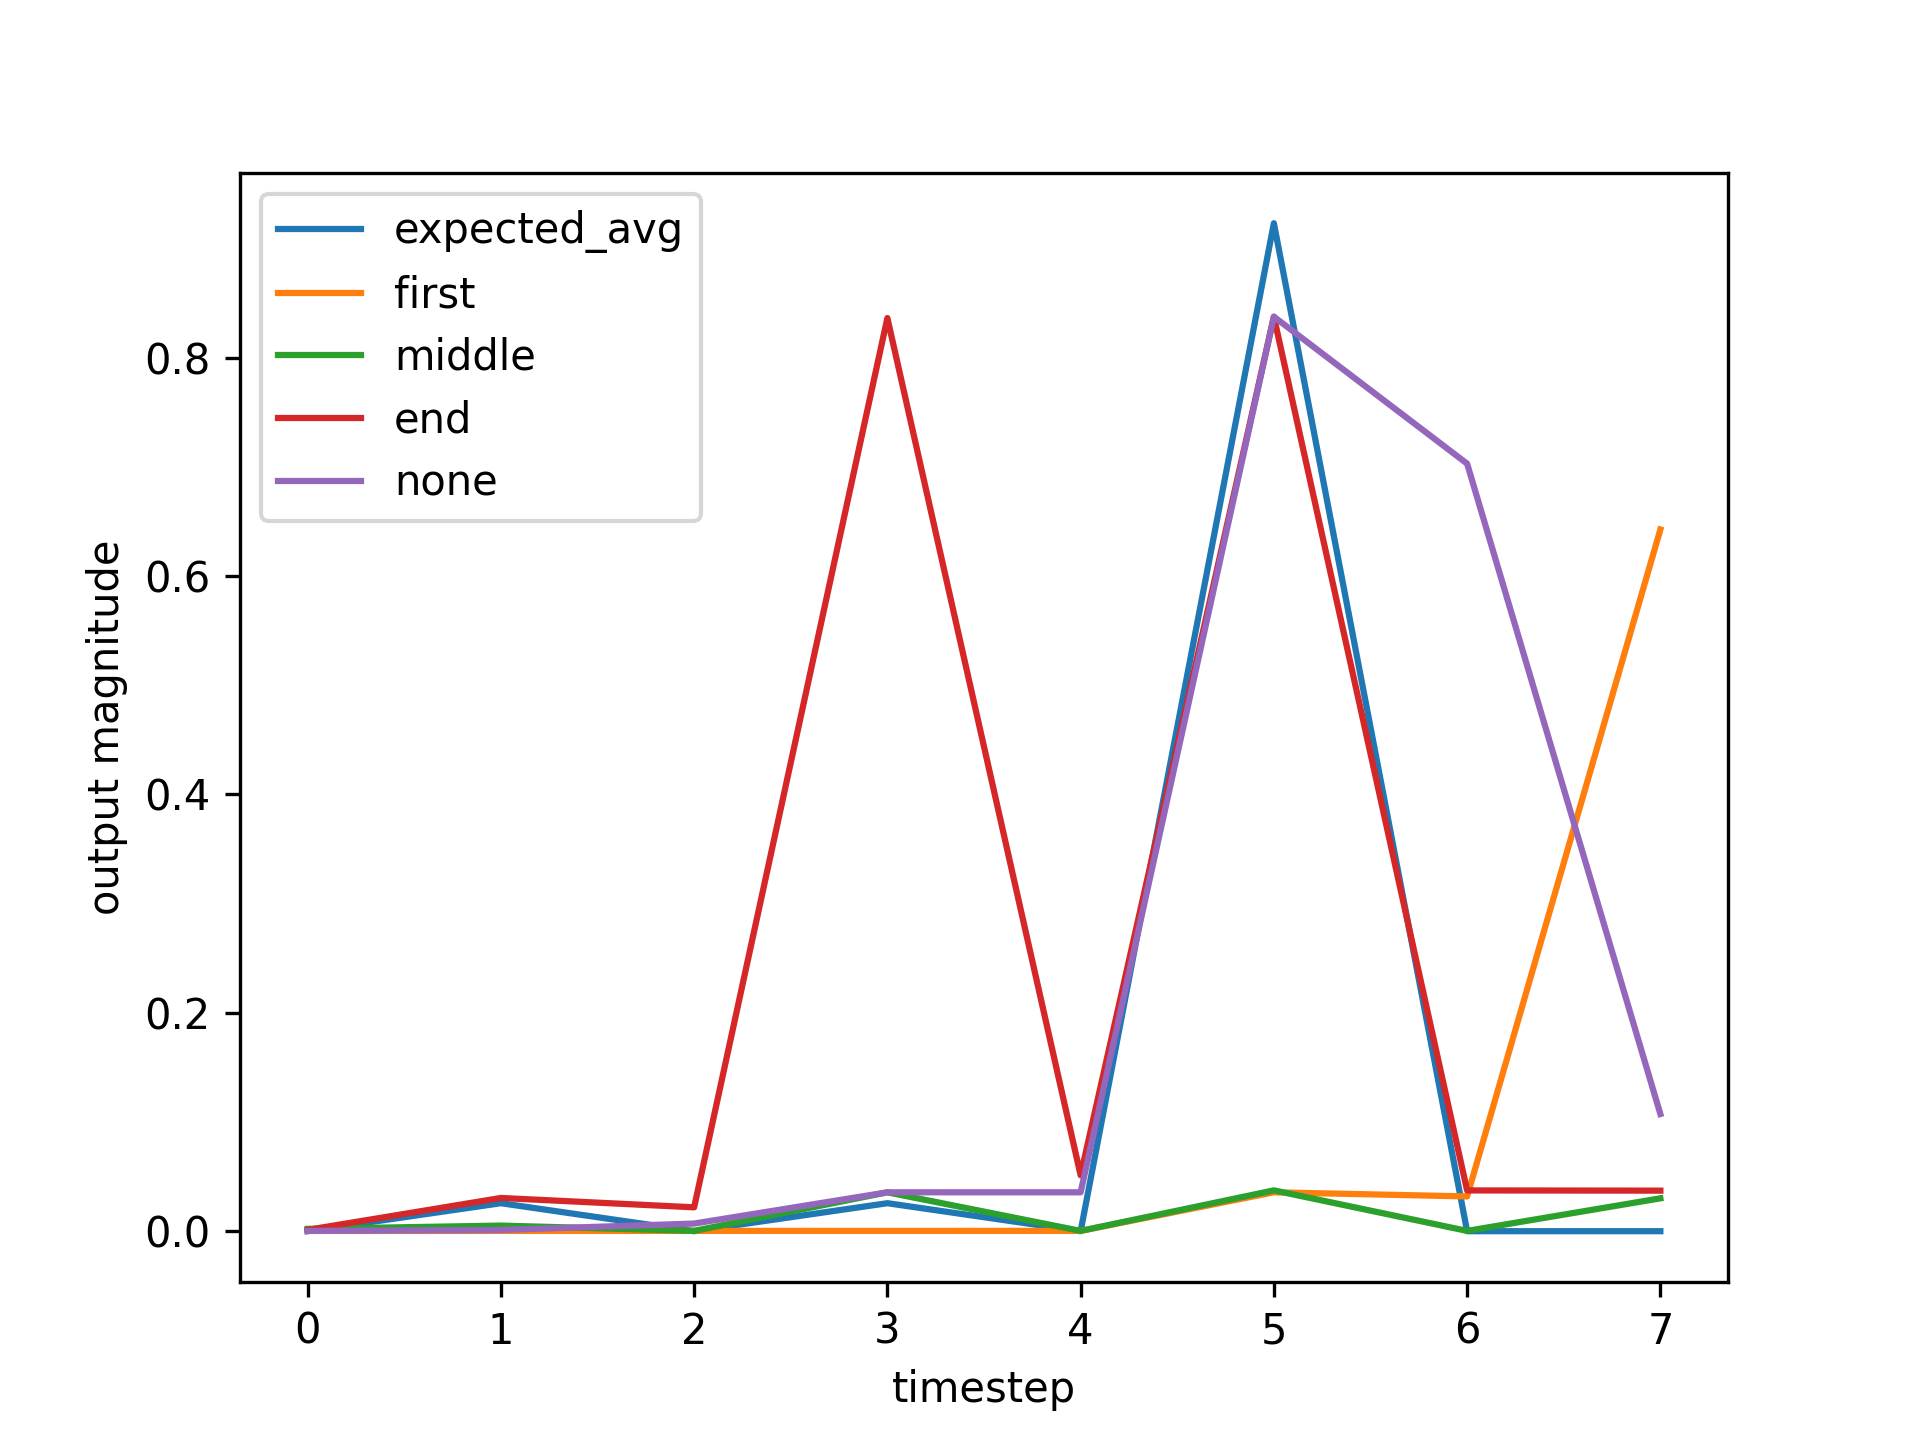 expected_avg
first
middle
end
none
output magnitude
0.8
0.6
0.4
0.2
0.0
0 1 2 3 4 5 6 7
timestep